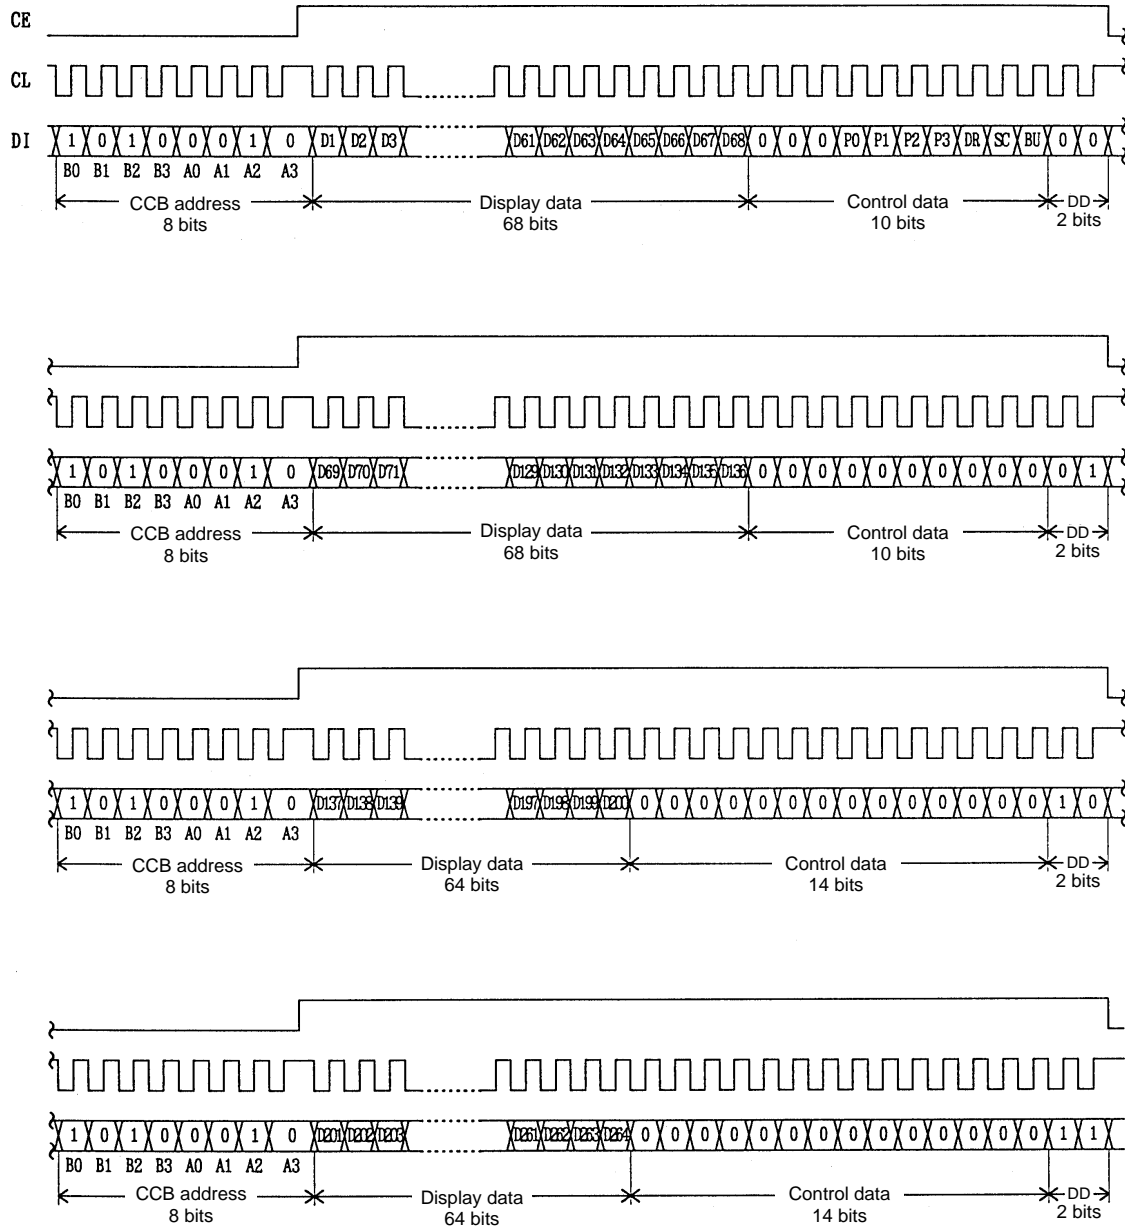 CE
CL
DI 1 0 1 0 0 0 1 0 D1 D2 D3 D61 D62 D63 D64 D65 D66 D67 D68 0 0 0 P0 P1 P2 P3 DR SC BU 0 0
B0 B1 B2 B3 A0 A1 A2 A3
CCB address Display data Control data DD
8 bits 68 bits 10 bits 2 bits
1 0 1 0 0 0 1 0 D69 D70 D71 D129 D130 D131 D132 D133 D134 D135 D136 0 0 0 0 0 0 0 0 0 0 0 1
B0 B1 B2 B3 A0 A1 A2 A3
CCB address Display data Control data DD
8 bits 68 bits 10 bits 2 bits
1 0 1 0 0 0 1 0 D137 D138 D139 D197 D198 D199 D200 0 0 0 0 0 0 0 0 0 0 0 0 0 0 1 0
B0 B1 B2 B3 A0 A1 A2 A3
CCB address Display data Control data DD
8 bits 64 bits 14 bits 2 bits
1 0 1 0 0 0 1 0 D201 D202 D203 D261 D262 D263 D264 0 0 0 0 0 0 0 0 0 0 0 0 0 0 1 1
B0 B1 B2 B3 A0 A1 A2 A3
CCB address Display data Control data DD
8 bits 64 bits 14 bits 2 bits